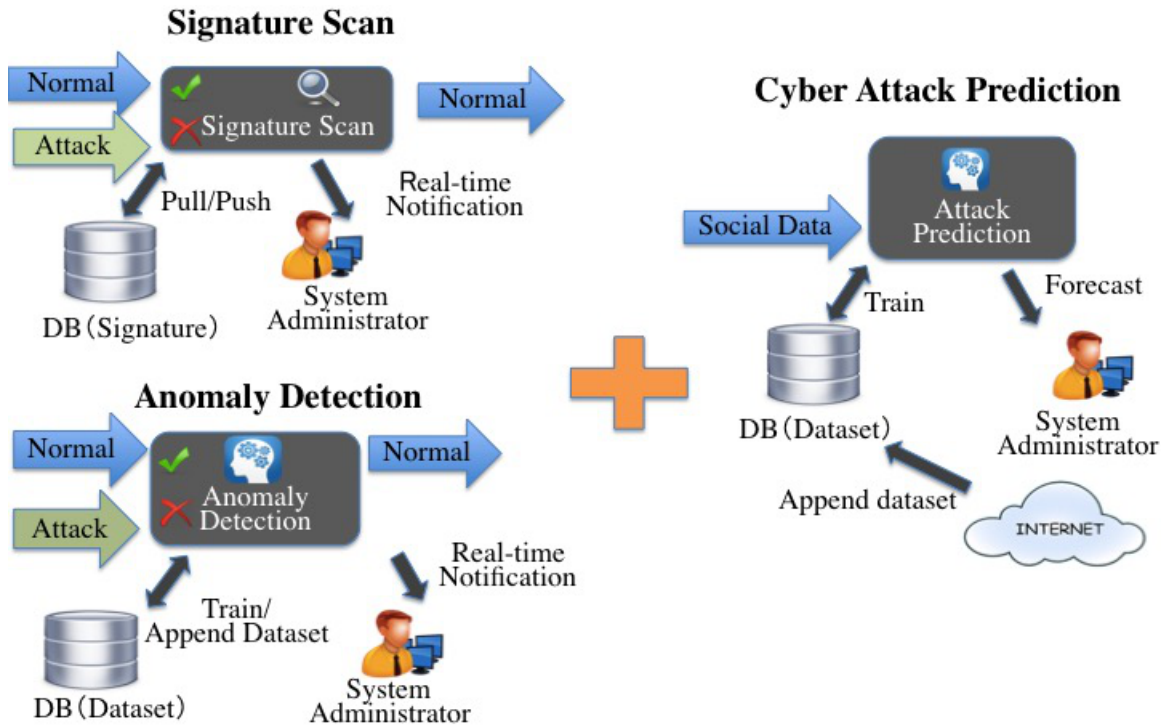 Signature Scan
Normal
Attack
Signature Scan
Normal
Pull/Push
Real-time
Notification
DB (Signature)
System
Administrator
Anomaly Detection
Normal
Attack
Anomaly
Detection
Normal
Train/
Append Dataset
Real-time
Notification
DB (Dataset)
System
Administrator
Cyber Attack Prediction
Social Data
Attack
Prediction
Train
Forecast
DB (Dataset)
System
Administrator
Append dataset
INTERNET